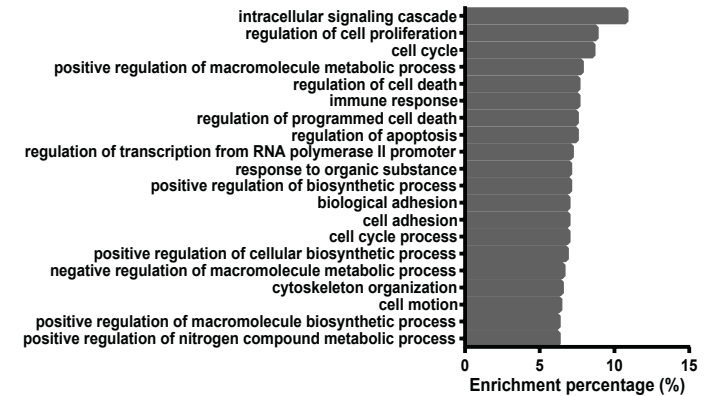 intracellular signaling cascade
regulation of cell proliferation
cell cycle
positive regulation of macromolecule metabolic process
regulation of cell death
immune response
regulation of programmed cell death
regulation of apoptosis
regulation of transcription from RNA polymerase II promoter
response to organic substance
positive regulation of biosynthetic process
biological adhesion
cell adhesion
cell cycle process
positive regulation of cellular biosynthetic process
negative regulation of macromolecule metabolic process
cytoskeleton organization
cell motion
positive regulation of macromolecule biosynthetic process
positive regulation of nitrogen compound metabolic process
0 5 10 15
Enrichment percentage (%)